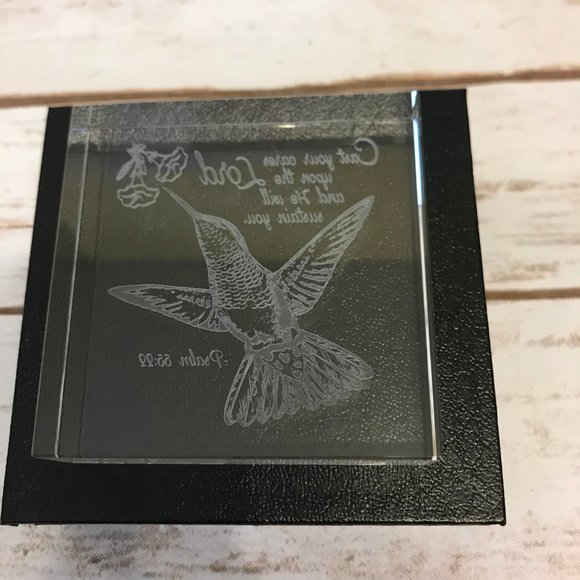 Cast your cares
upon the Lord
and He will
sustain you.
-Psalm 55:22